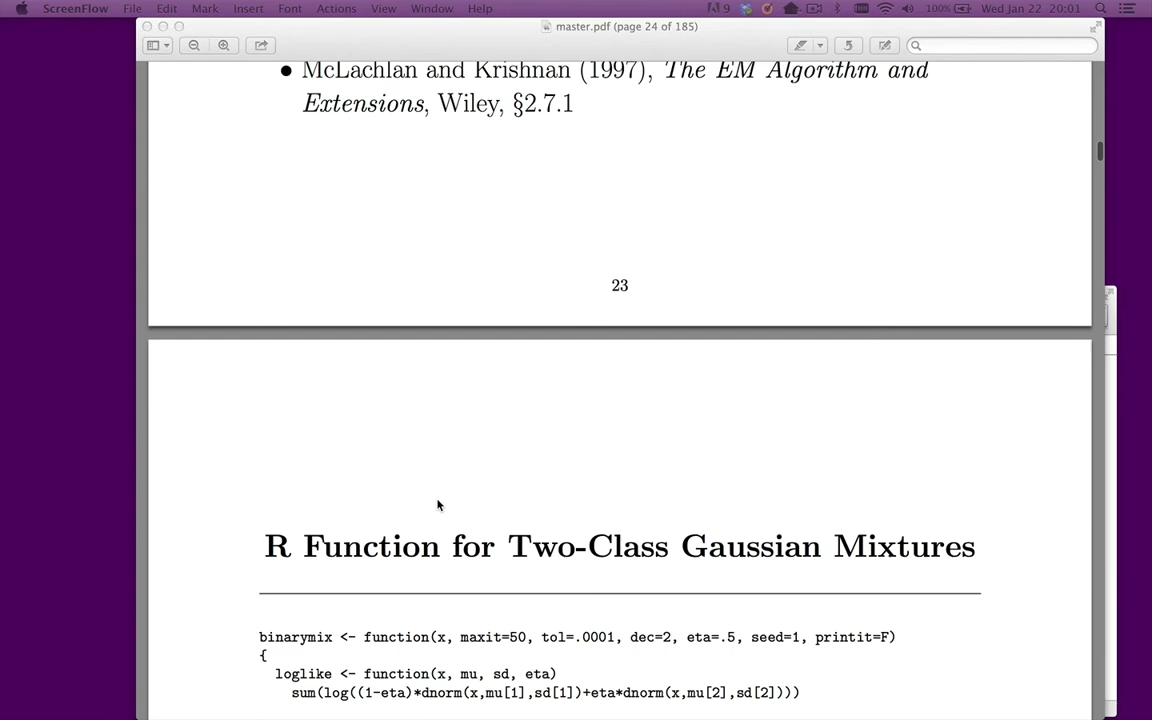 ScreenFlow File Edit Mark Insert Font Actions View Window Help 9 100% Wed Jan 22 20:01
master.pdf (page 24 of 185)
• McLachlan and Krishnan (1997), The EM Algorithm and
Extensions, Wiley, §2.7.1
23
R Function for Two-Class Gaussian Mixtures
binarymix <- function(x, maxit=50, tol=.0001, dec=2, eta=.5, seed=1, printit=F)
{
loglike <- function(x, mu, sd, eta)
sum(log((1-eta)*dnorm(x,mu[1],sd[1])+eta*dnorm(x,mu[2],sd[2])))